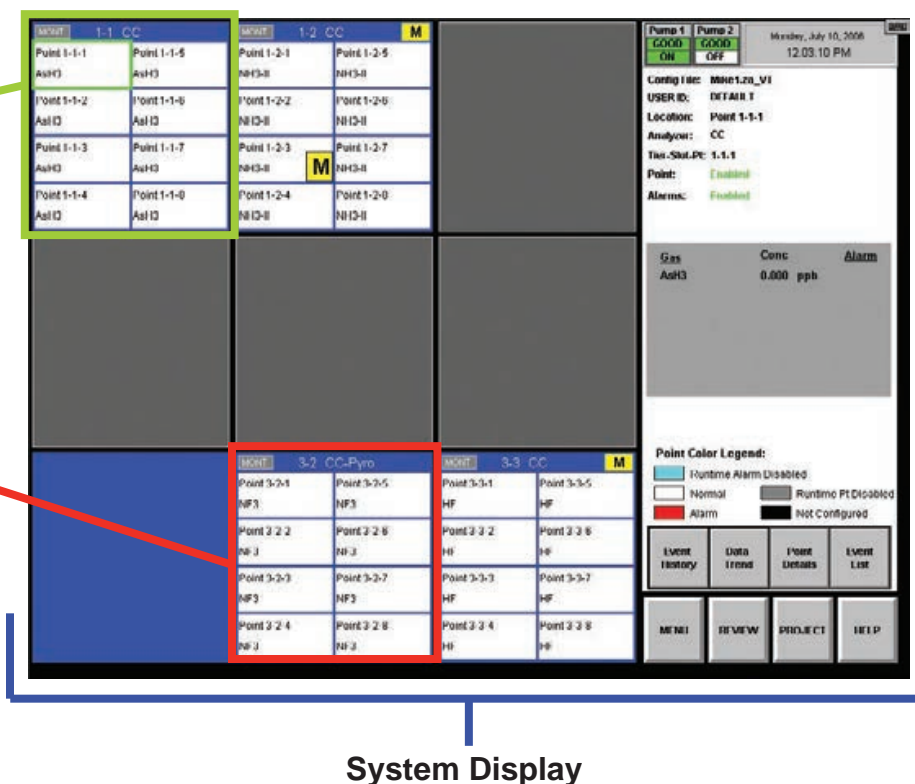 MONT 1-1 CC
Point 1-1-1 Point 1-1-5
AsH3 AsH3
Point 1-1-2 Point 1-1-6
AsH3 AsH3
Point 1-1-3 Point 1-1-7
AsH3 AsH3
Point 1-1-4 Point 1-1-8
AsH3 AsH3
MONT 1-2 CC M
Point 1-2-1 Point 1-2-5
NH3-II NH3-II
Point 1-2-2 Point 1-2-6
NH3-II NH3-II
Point 1-2-3 Point 1-2-7
NH3-II M NH3-II
Point 1-2-4 Point 1-2-8
NH3-II NH3-II
MONT 3-2 CC-Pyro
Point 3-2-1 Point 3-2-5
NF3 NF3
Point 3-2-2 Point 3-2-6
NF3 NF3
Point 3-2-3 Point 3-2-7
NF3 NF3
Point 3-2-4 Point 3-2-8
NF3 NF3
MONT 3-3 CC M
Point 3-3-1 Point 3-3-5
HF HF
Point 3-3-2 Point 3-3-6
HF HF
Point 3-3-3 Point 3-3-7
HF HF
Point 3-3-4 Point 3-3-8
HF HF
Pump 1 Pump 2
GOOD GOOD
ON OFF
Monday, July 10, 2006
12:03:10 PM
Config File:
USER ID: DEFAULT
Location: Point 1-1-1
Analyzer: CC
Tier-Slot-Pt: 1-1-1
Point: Enabled
Alarms: Enabled
Gas Conc Alarm
AsH3 0.000 ppb
Point Color Legend:
Runtime Alarm Disabled
Normal Runtime Pt Disabled
Alarm Not Configured
Event History
Data Trend
Point Details
Event List
MENU REVIEW PROJECT HELP
System Display